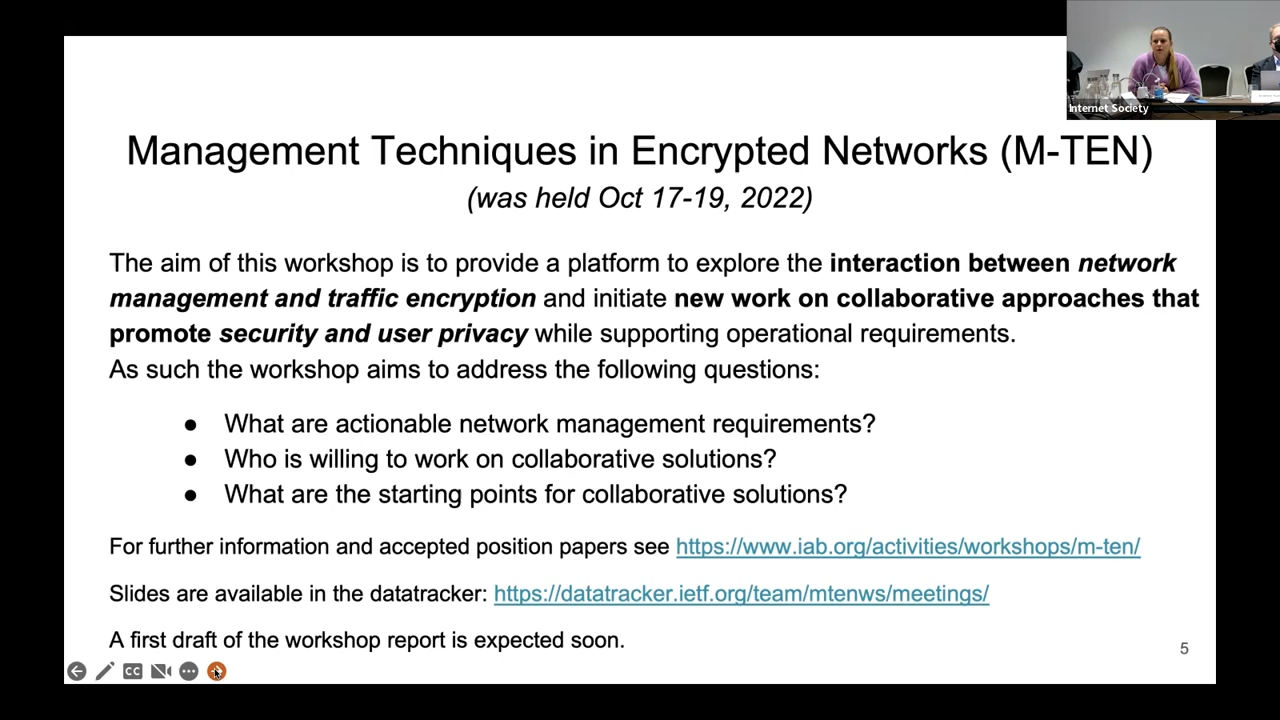 Internet Society
Management Techniques in Encrypted Networks (M-TEN)
(was held Oct 17-19, 2022)
The aim of this workshop is to provide a platform to explore the interaction between network
management and traffic encryption and initiate new work on collaborative approaches that
promote security and user privacy while supporting operational requirements.
As such the workshop aims to address the following questions:
● What are actionable network management requirements?
● Who is willing to work on collaborative solutions?
● What are the starting points for collaborative solutions?
For further information and accepted position papers see https://www.iab.org/activities/workshops/m-ten/
Slides are available in the datatracker: https://datatracker.ietf.org/team/mtenws/meetings/
A first draft of the workshop report is expected soon.
5
CC